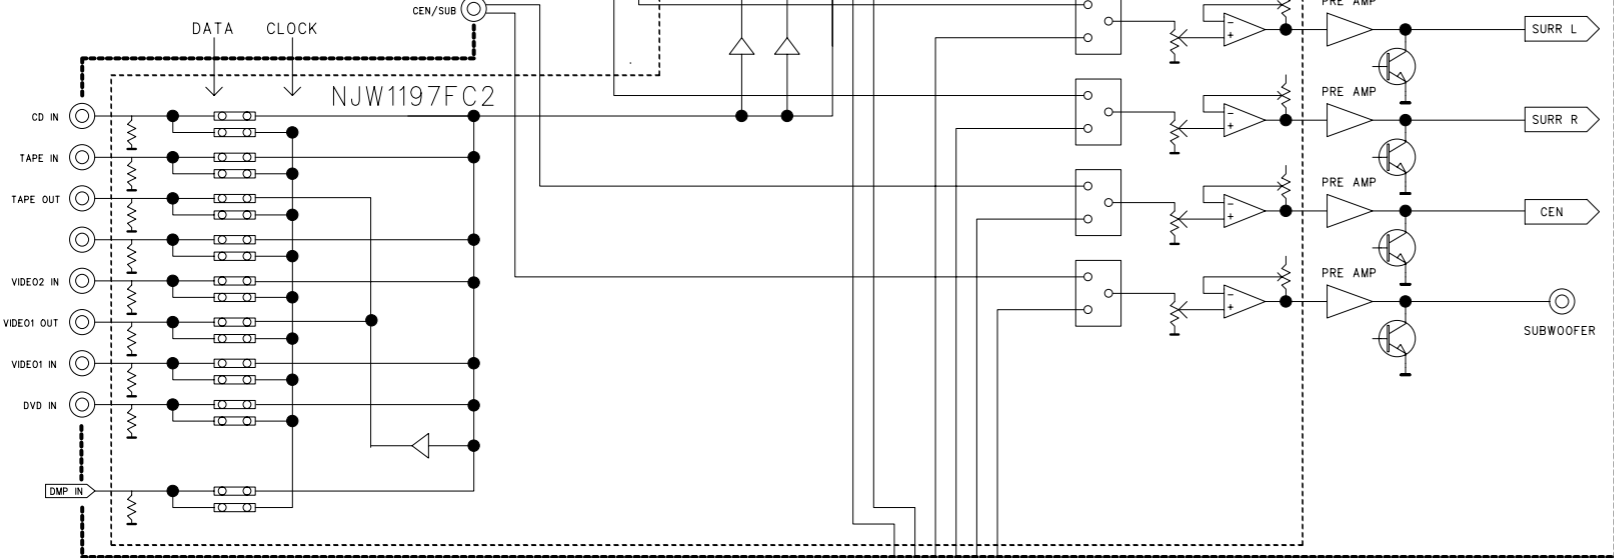 CEN/SUB
PRE AMP
SURR L
DATA CLOCK
NJW1197FC2
CD IN
PRE AMP
SURR R
TAPE IN
TAPE OUT
PRE AMP
CEN
VIDEO2 IN
PRE AMP
VIDEO1 OUT
SUBWOOFER
VIDEO1 IN
DVD IN
DMP IN
- +
- +
- +
- +